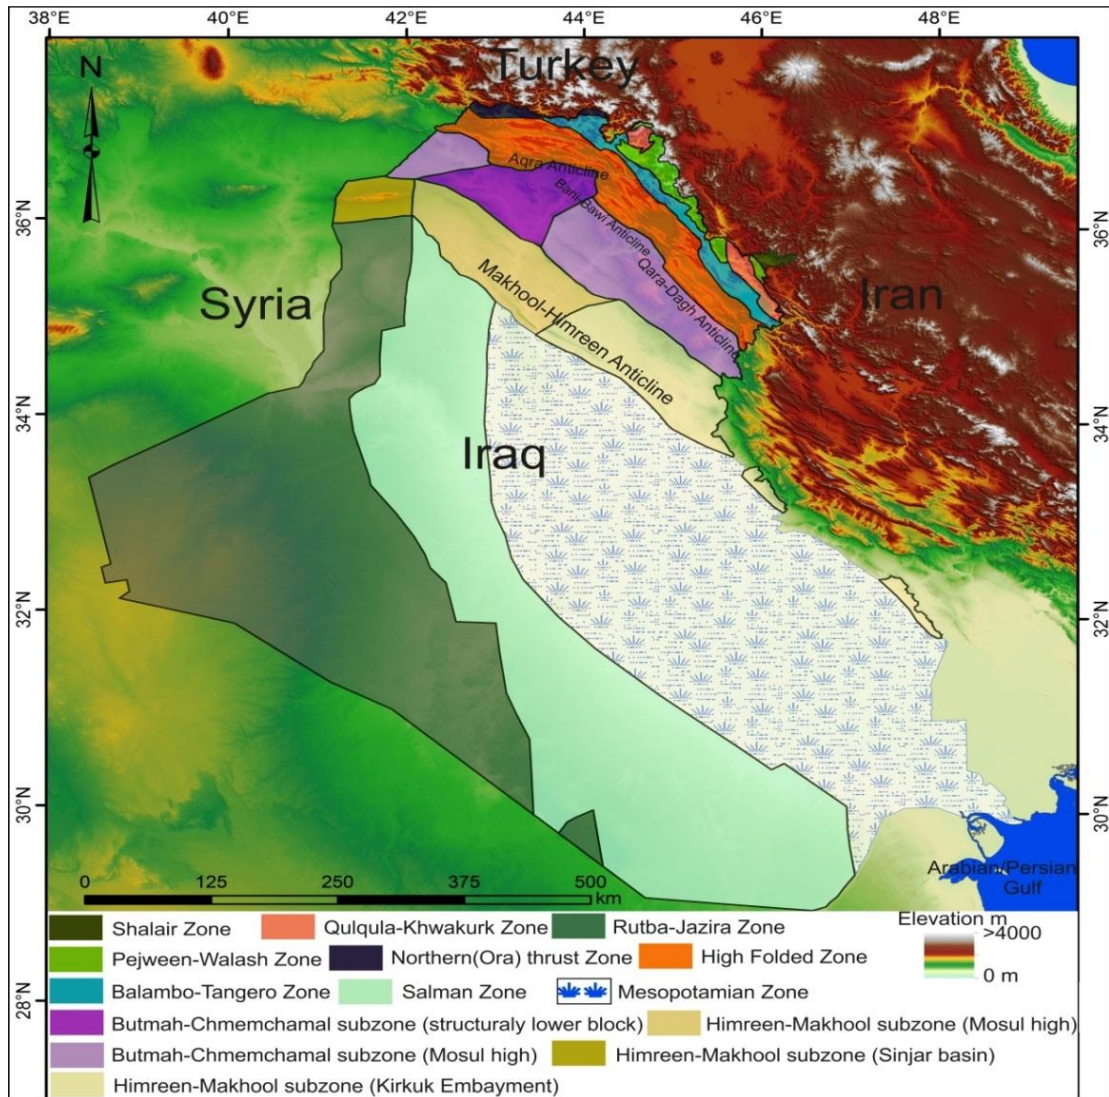 38°E 40°E 42°E 44°E 46°E 48°E
Turkey
N
Aqra Anticline
Bani-Bawi Anticline
36°N 36°N
Qara-Dagh Anticline
Makhool-Himreen Anticline
Syria
Iran
34°N 34°N
Iraq
32°N 32°N
30°N 30°N
Arabian/Persian
Gulf
0 125 250 375 500
km
28°N 28°N
Elevation m
>4000
0 m
Shalair Zone Qulqula-Khwakurk Zone Rutba-Jazira Zone
Pejween-Walash Zone Northern(Ora) thrust Zone High Folded Zone
Balambo-Tangero Zone Salman Zone Mesopotamian Zone
Butmah-Chmemchamal subzone (structuraly lower block) Himreen-Makhool subzone (Mosul high)
Butmah-Chmemchamal subzone (Mosul high) Himreen-Makhool subzone (Sinjar basin)
Himreen-Makhool subzone (Kirkuk Embayment)